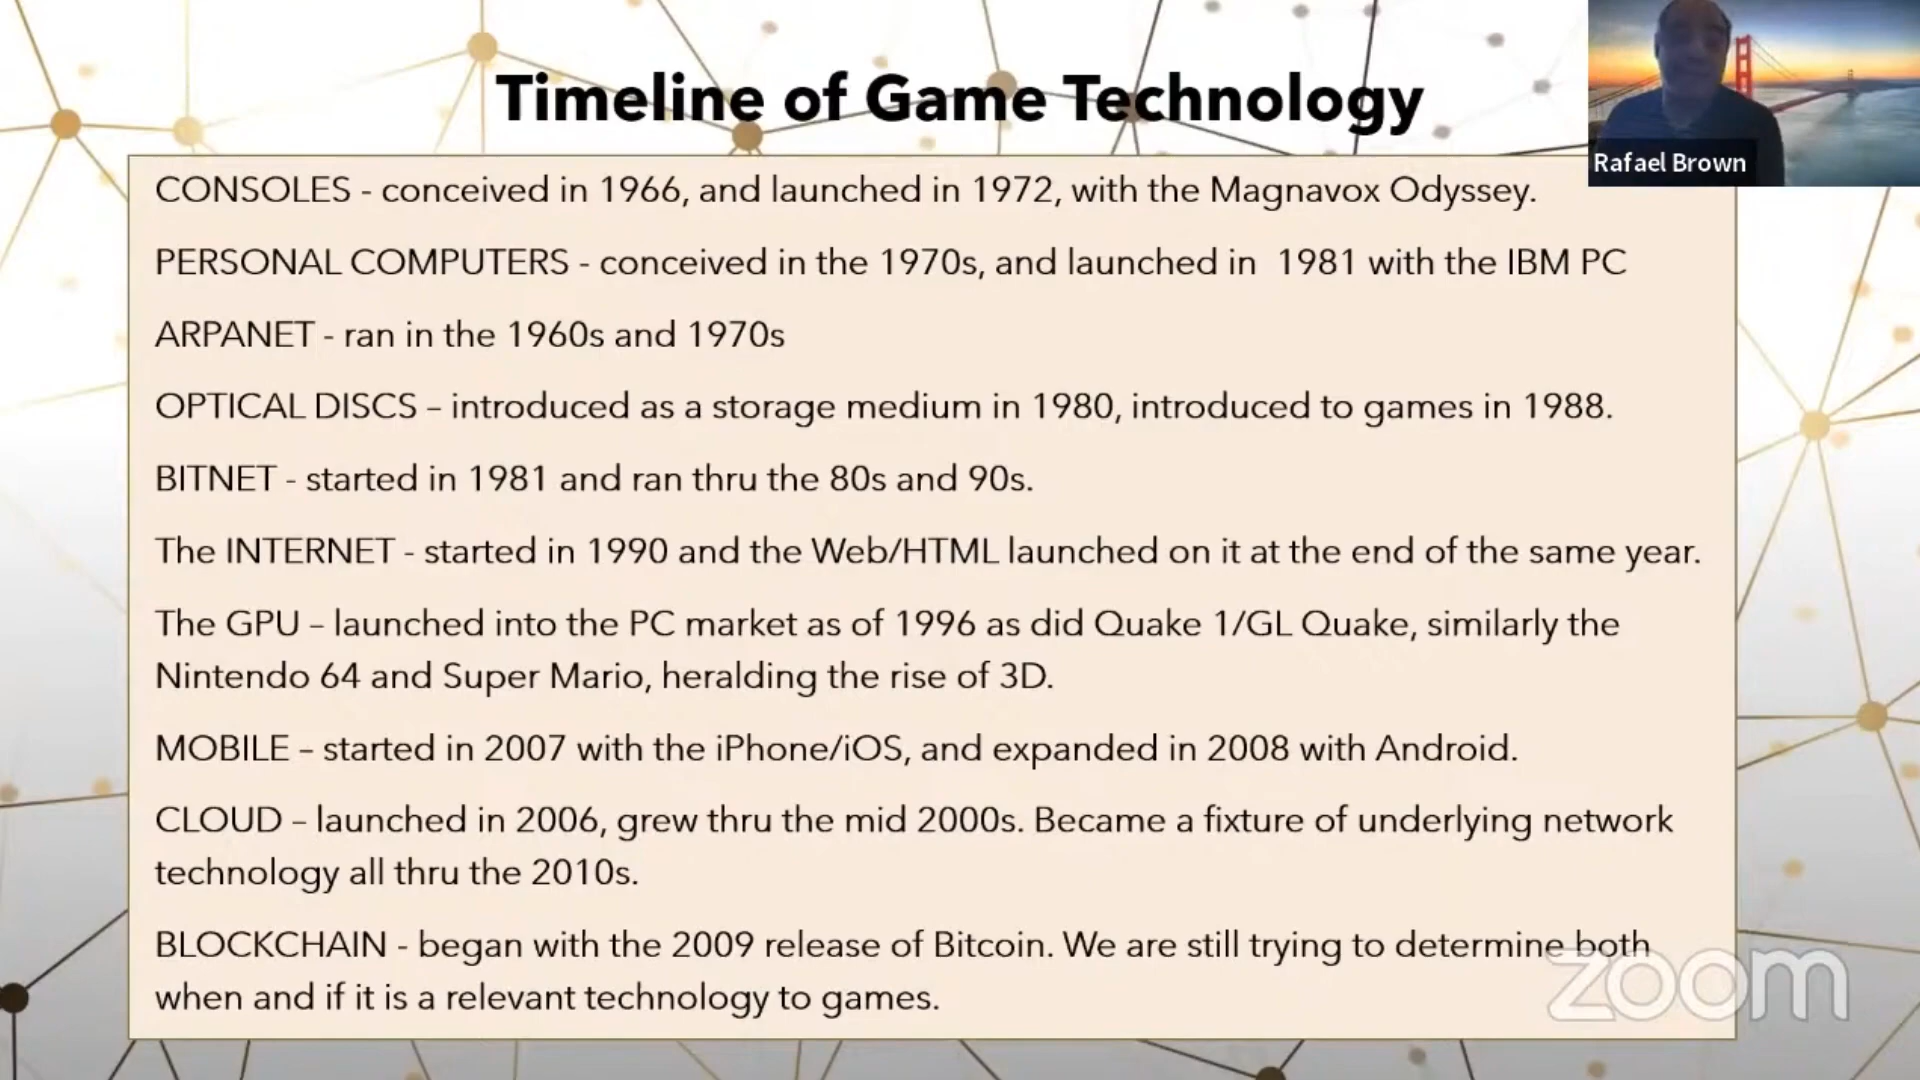 Timeline of Game Technology
Rafael Brown
CONSOLES - conceived in 1966, and launched in 1972, with the Magnavox Odyssey.
PERSONAL COMPUTERS - conceived in the 1970s, and launched in 1981 with the IBM PC
ARPANET - ran in the 1960s and 1970s
OPTICAL DISCS – introduced as a storage medium in 1980, introduced to games in 1988.
BITNET - started in 1981 and ran thru the 80s and 90s.
The INTERNET - started in 1990 and the Web/HTML launched on it at the end of the same year.
The GPU – launched into the PC market as of 1996 as did Quake 1/GL Quake, similarly the
Nintendo 64 and Super Mario, heralding the rise of 3D.
MOBILE – started in 2007 with the iPhone/iOS, and expanded in 2008 with Android.
CLOUD – launched in 2006, grew thru the mid 2000s. Became a fixture of underlying network
technology all thru the 2010s.
BLOCKCHAIN - began with the 2009 release of Bitcoin. We are still trying to determine both
when and if it is a relevant technology to games.
zoom